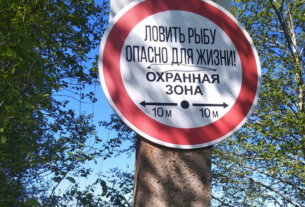 ЛОВИТЬ РЫБУ
ОПАСНО ДЛЯ ЖИЗНИ!
ОХРАННАЯ
ЗОНА
10 м 10 м